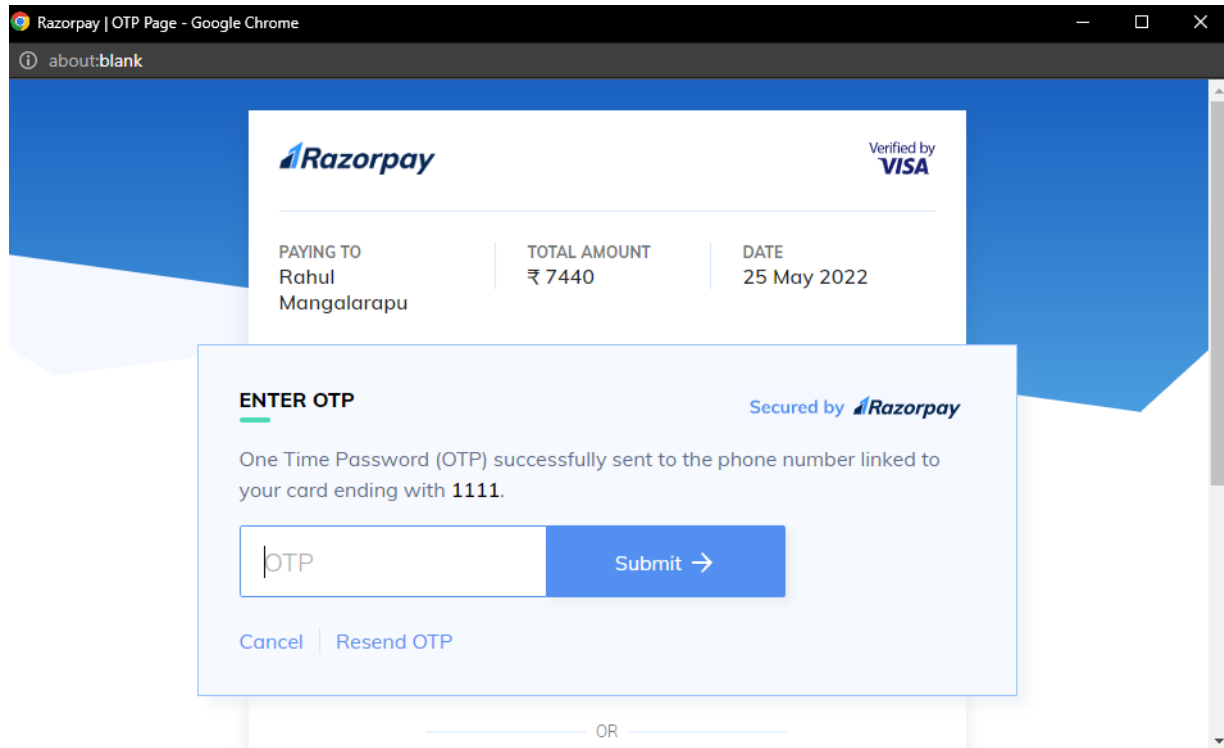 Razorpay | OTP Page - Google Chrome
about:blank
Razorpay
Verified by
VISA
PAYING TO
Rahul
Mangalarapu
TOTAL AMOUNT
₹ 7440
DATE
25 May 2022
ENTER OTP
Secured by Razorpay
One Time Password (OTP) successfully sent to the phone number linked to
your card ending with 1111.
OTP
Submit →
Cancel
Resend OTP
OR